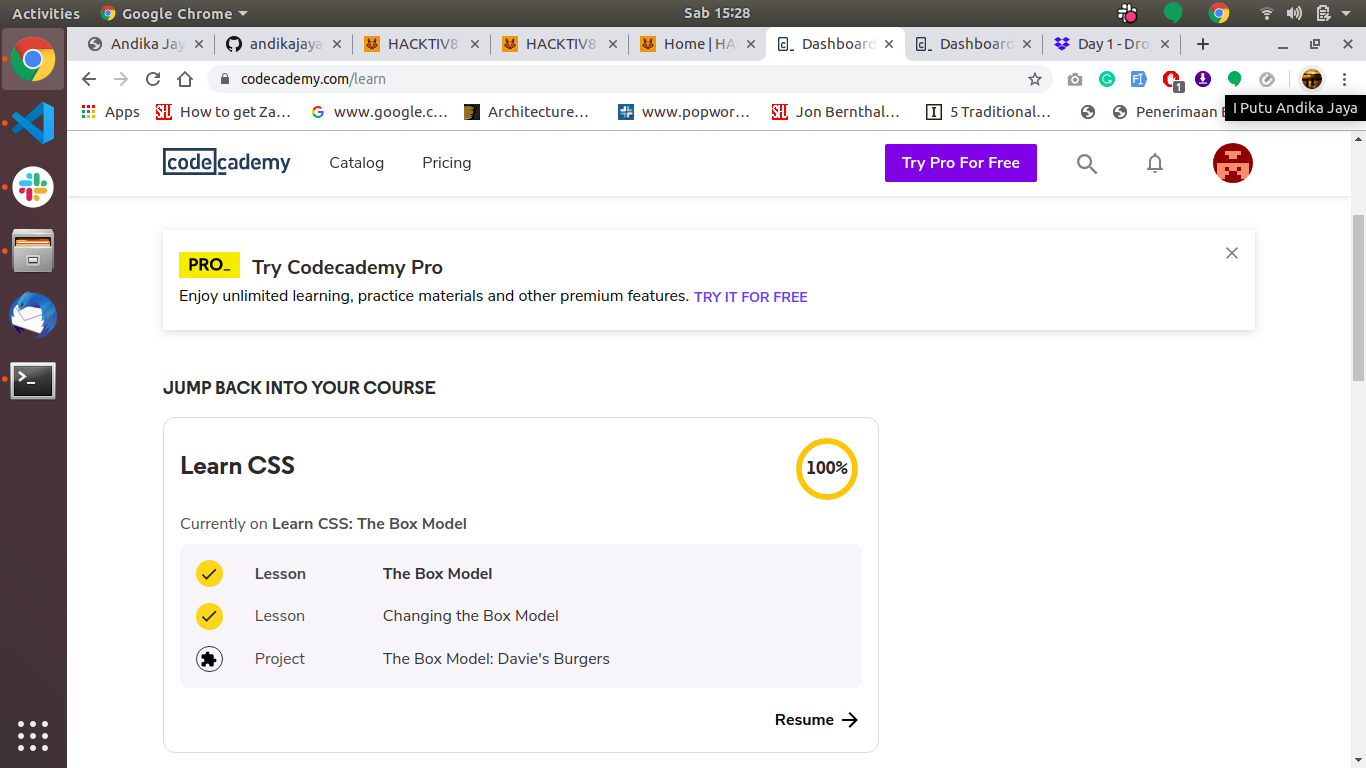 Activities Google Chrome Sab 15:28
Andika Jay andikajaya HACKTIV8 HACKTIV8 Home | HA Dashboard Dashboard Day 1 - Dro
codecademy.com/learn 1
Apps How to get Za... www.google.c... Architecture... www.popwor... Jon Bernthal... 5 Traditional... Penerimaan
I Putu Andika Jaya
codecademy Catalog Pricing Try Pro For Free
PRO_ Try Codecademy Pro
Enjoy unlimited learning, practice materials and other premium features. TRY IT FOR FREE
JUMP BACK INTO YOUR COURSE
Learn CSS 100%
Currently on Learn CSS: The Box Model
Lesson The Box Model
Lesson Changing the Box Model
Project The Box Model: Davie's Burgers
Resume